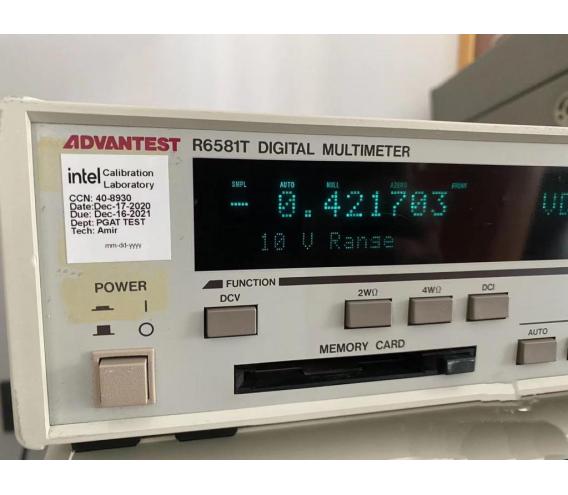 ADVANTEST R6581T DIGITAL MULTIMETER
intel Calibration Laboratory
CCN: 40-8930
Date:Dec-17-2020
Due: Dec-16-2021
Dept: PGAT TEST
Tech: Amir
mm-dd-yyyy
SMPL AUTO NULL AZERO FRONT
- 0.421703 VD
10 V Range
POWER
FUNCTION
DCV 2WΩ 4WΩ DCI
AUTO
MEMORY CARD